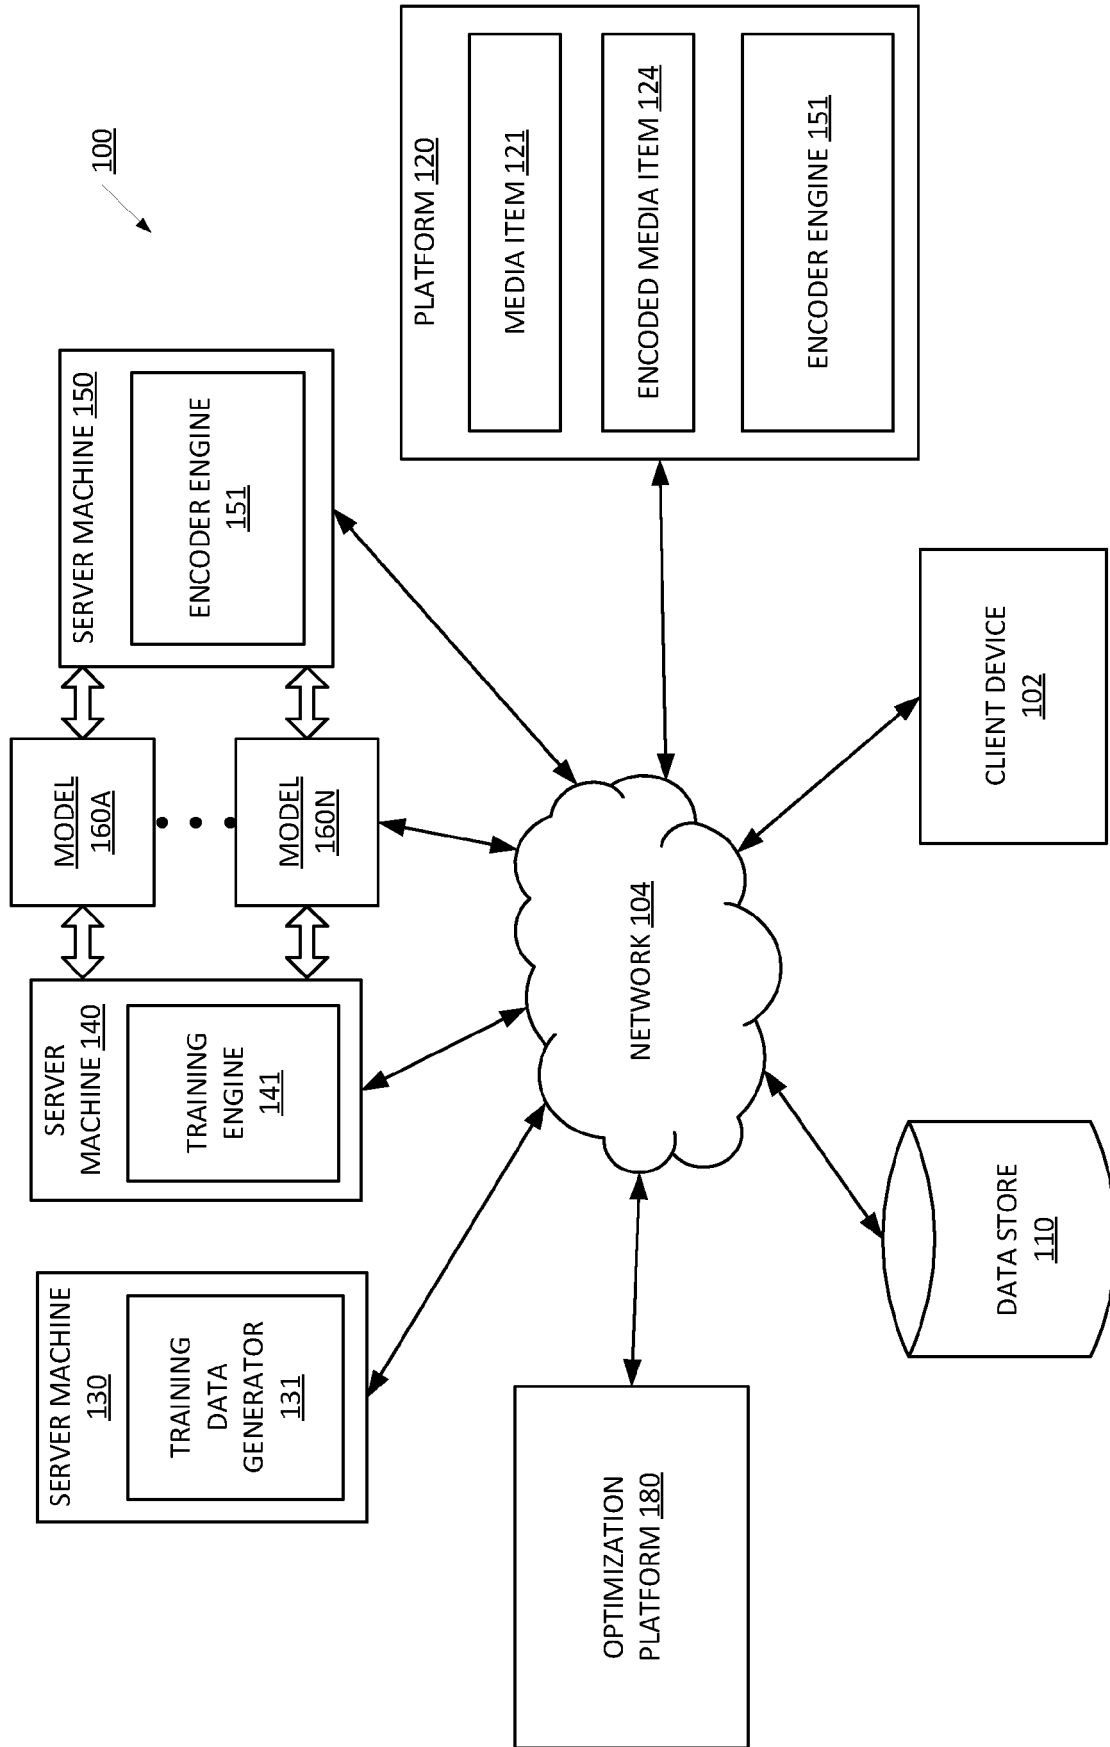 100
SERVER MACHINE
130
TRAINING
DATA
GENERATOR
131
SERVER
MACHINE 140
TRAINING
ENGINE
141
MODEL
160A
MODEL
160N
SERVER MACHINE 150
ENCODER ENGINE
151
OPTIMIZATION
PLATFORM 180
NETWORK 104
PLATFORM 120
MEDIA ITEM 121
ENCODED MEDIA ITEM 124
ENCODER ENGINE 151
DATA STORE
110
CLIENT DEVICE
102